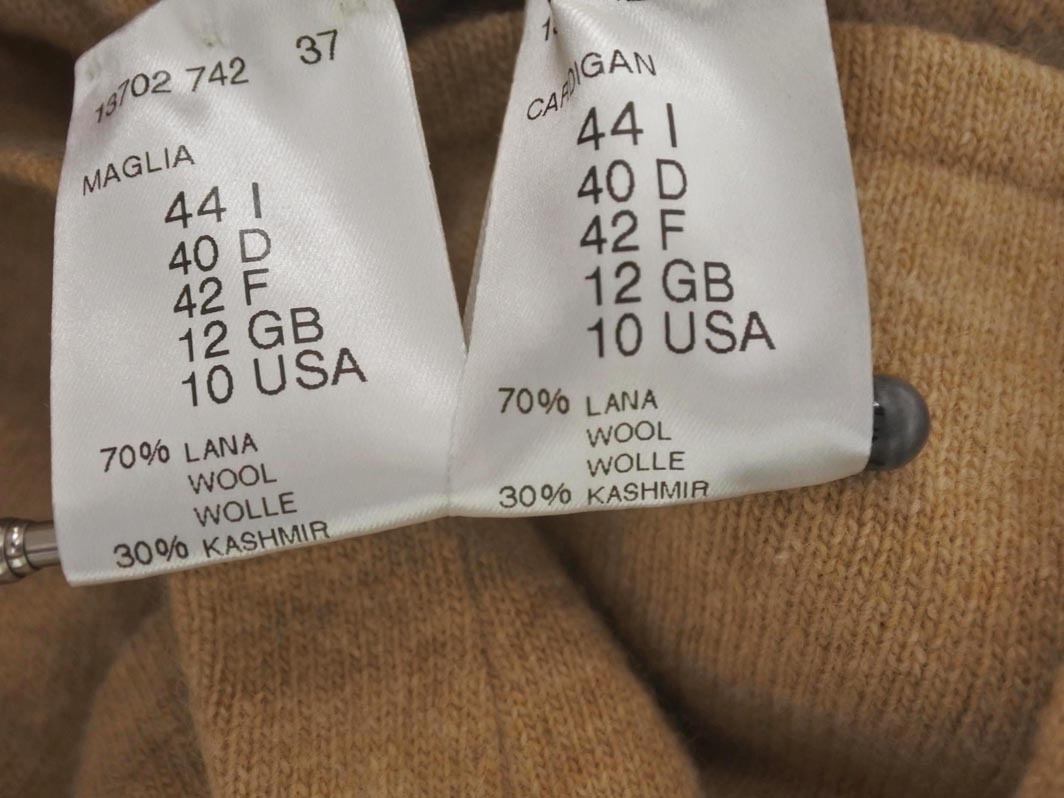 13702 742 37
MAGLIA
44 I
40 D
42 F
12 GB
10 USA
70% LANA
WOOL
WOLLE
30% KASHMIR
CARDIGAN
44 I
40 D
42 F
12 GB
10 USA
70% LANA
WOOL
WOLLE
30% KASHMIR